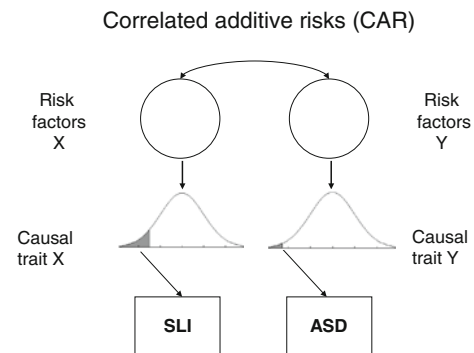 Correlated additive risks (CAR)
Risk
factors
X
Risk
factors
Y
Causal
trait X
Causal
trait Y
SLI
ASD